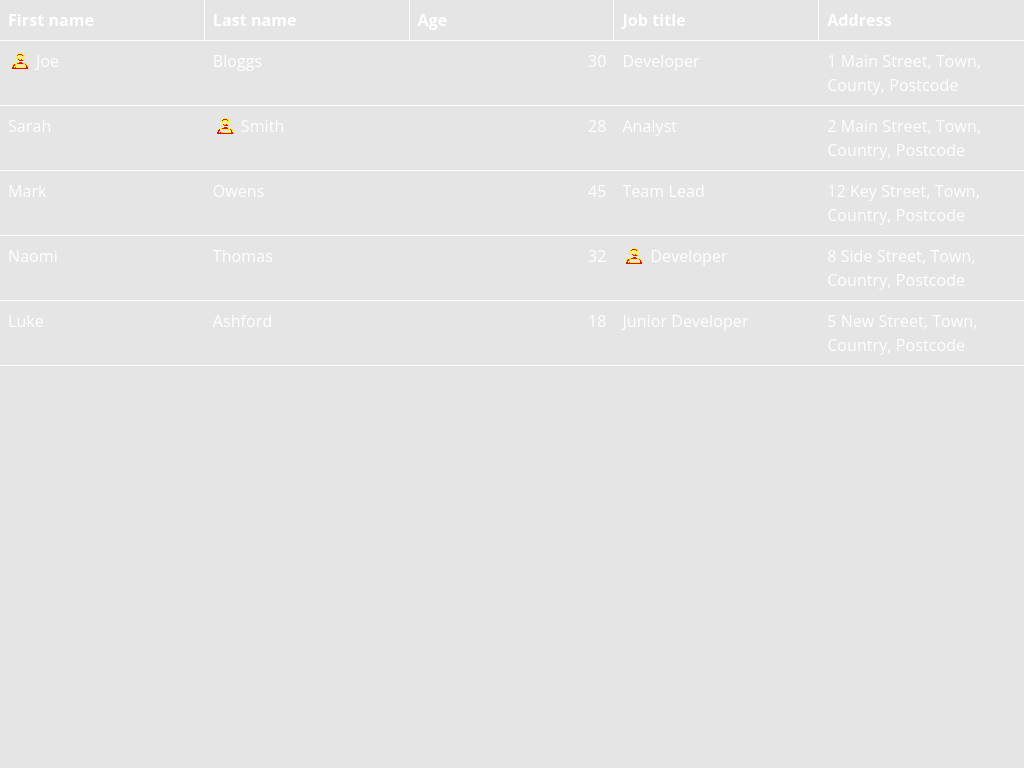 First name Last name Age Job title Address
Joe Bloggs 30 Developer 1 Main Street, Town,
County, Postcode
Sarah Smith 28 Analyst 2 Main Street, Town,
Country, Postcode
Mark Owens 45 Team Lead 12 Key Street, Town,
Country, Postcode
Naomi Thomas 32 Developer 8 Side Street, Town,
Country, Postcode
Luke Ashford 18 Junior Developer 5 New Street, Town,
Country, Postcode